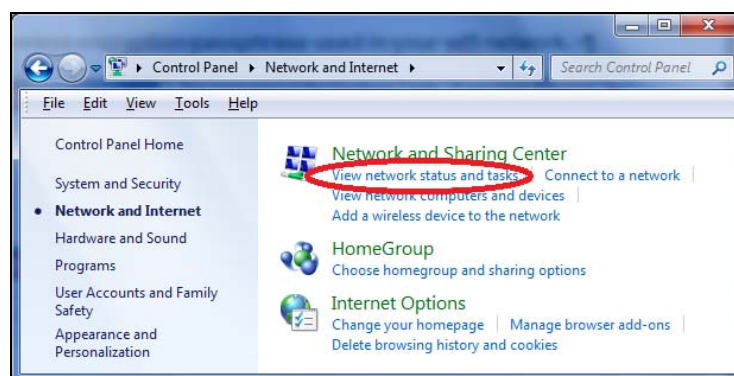 Control Panel Network and Internet Search Control Panel
File Edit View Tools Help
Control Panel Home
System and Security
Network and Internet
Hardware and Sound
Programs
User Accounts and Family
Safety
Appearance and
Personalization
Network and Sharing Center
View network status and tasks Connect to a network
View network computers and devices
Add a wireless device to the network
HomeGroup
Choose homegroup and sharing options
Internet Options
Change your homepage Manage browser add-ons
Delete browsing history and cookies